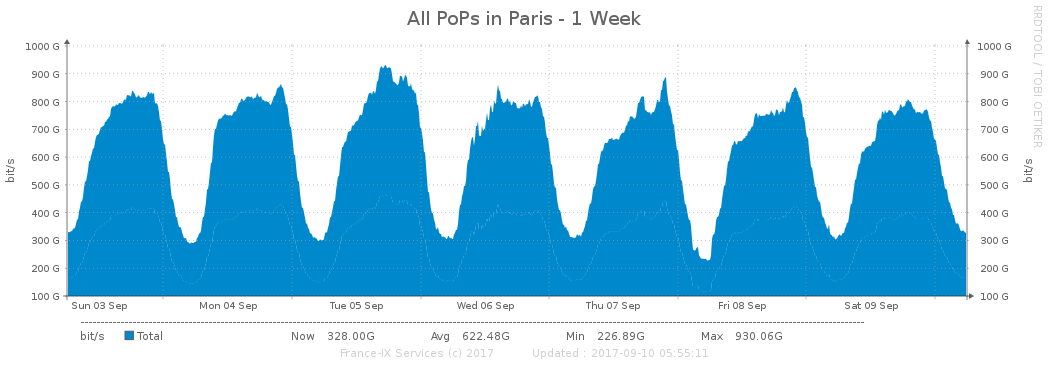 All PoPs in Paris - 1 Week
RRDTOOL / TOBI OETIKER
1000 G 1000 G
900 G 900 G
800 G 800 G
700 G 700 G
600 G 600 G
500 G 500 G
400 G 400 G
300 G 300 G
200 G 200 G
100 G 100 G
bit/s bit/s
Sun 03 Sep Mon 04 Sep Tue 05 Sep Wed 06 Sep Thu 07 Sep Fri 08 Sep Sat 09 Sep
bit/s Total Now 328.00G Avg 622.48G Min 226.89G Max 930.06G
France-IX Services (c) 2017 Updated : 2017-09-10 05:55:11